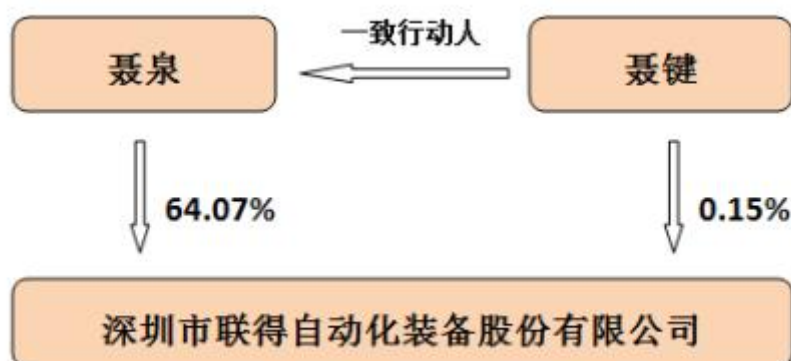 聂泉
一致行动人
聂键
64.07%
0.15%
深圳市联得自动化装备股份有限公司